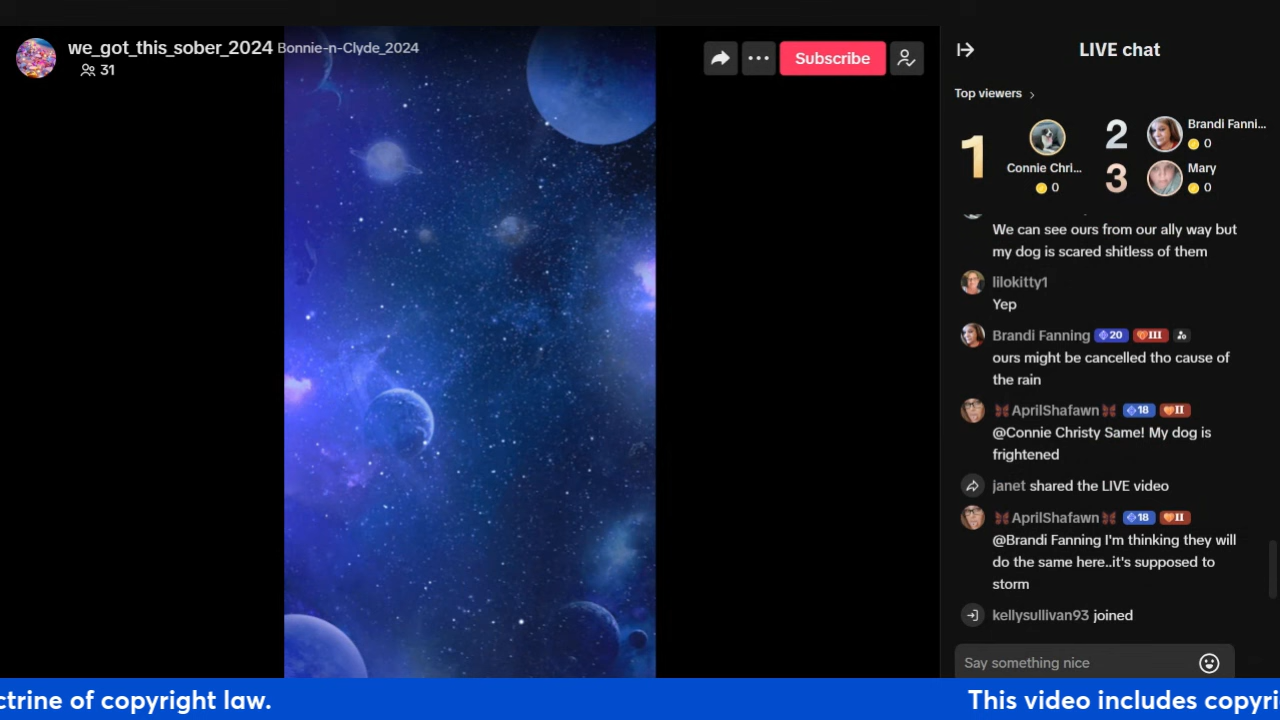 we_got_this_sober_2024 Bonnie-n-Clyde_2024
31
Subscribe
LIVE chat
Top viewers
1
Connie Chri...
0
2
Brandi Fanni...
0
3
Mary
0
We can see ours from our ally way but
my dog is scared shitless of them
lilokitty1
Yep
Brandi Fanning 20 III
ours might be cancelled tho cause of
the rain
AprilShafawn 18 II
@Connie Christy Same! My dog is
frightened
janet shared the LIVE video
AprilShafawn 18 II
@Brandi Fanning I'm thinking they will
do the same here..it's supposed to
storm
kellysullivan93 joined
Say something nice
ctrine of copyright law.
This video includes copyri